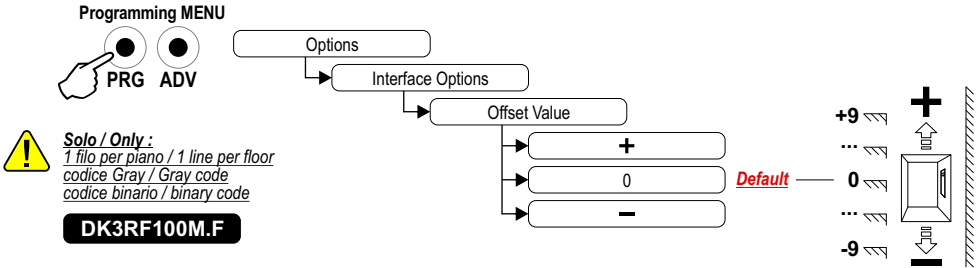 Programming MENU
PRG ADV
Options
Interface Options
Offset Value
+
0
−
Default
Solo / Only :
1 filo per piano / 1 line per floor
codice Gray / Gray code
codice binario / binary code
DK3RF100M.F
+
+9
...
0
...
-9
−